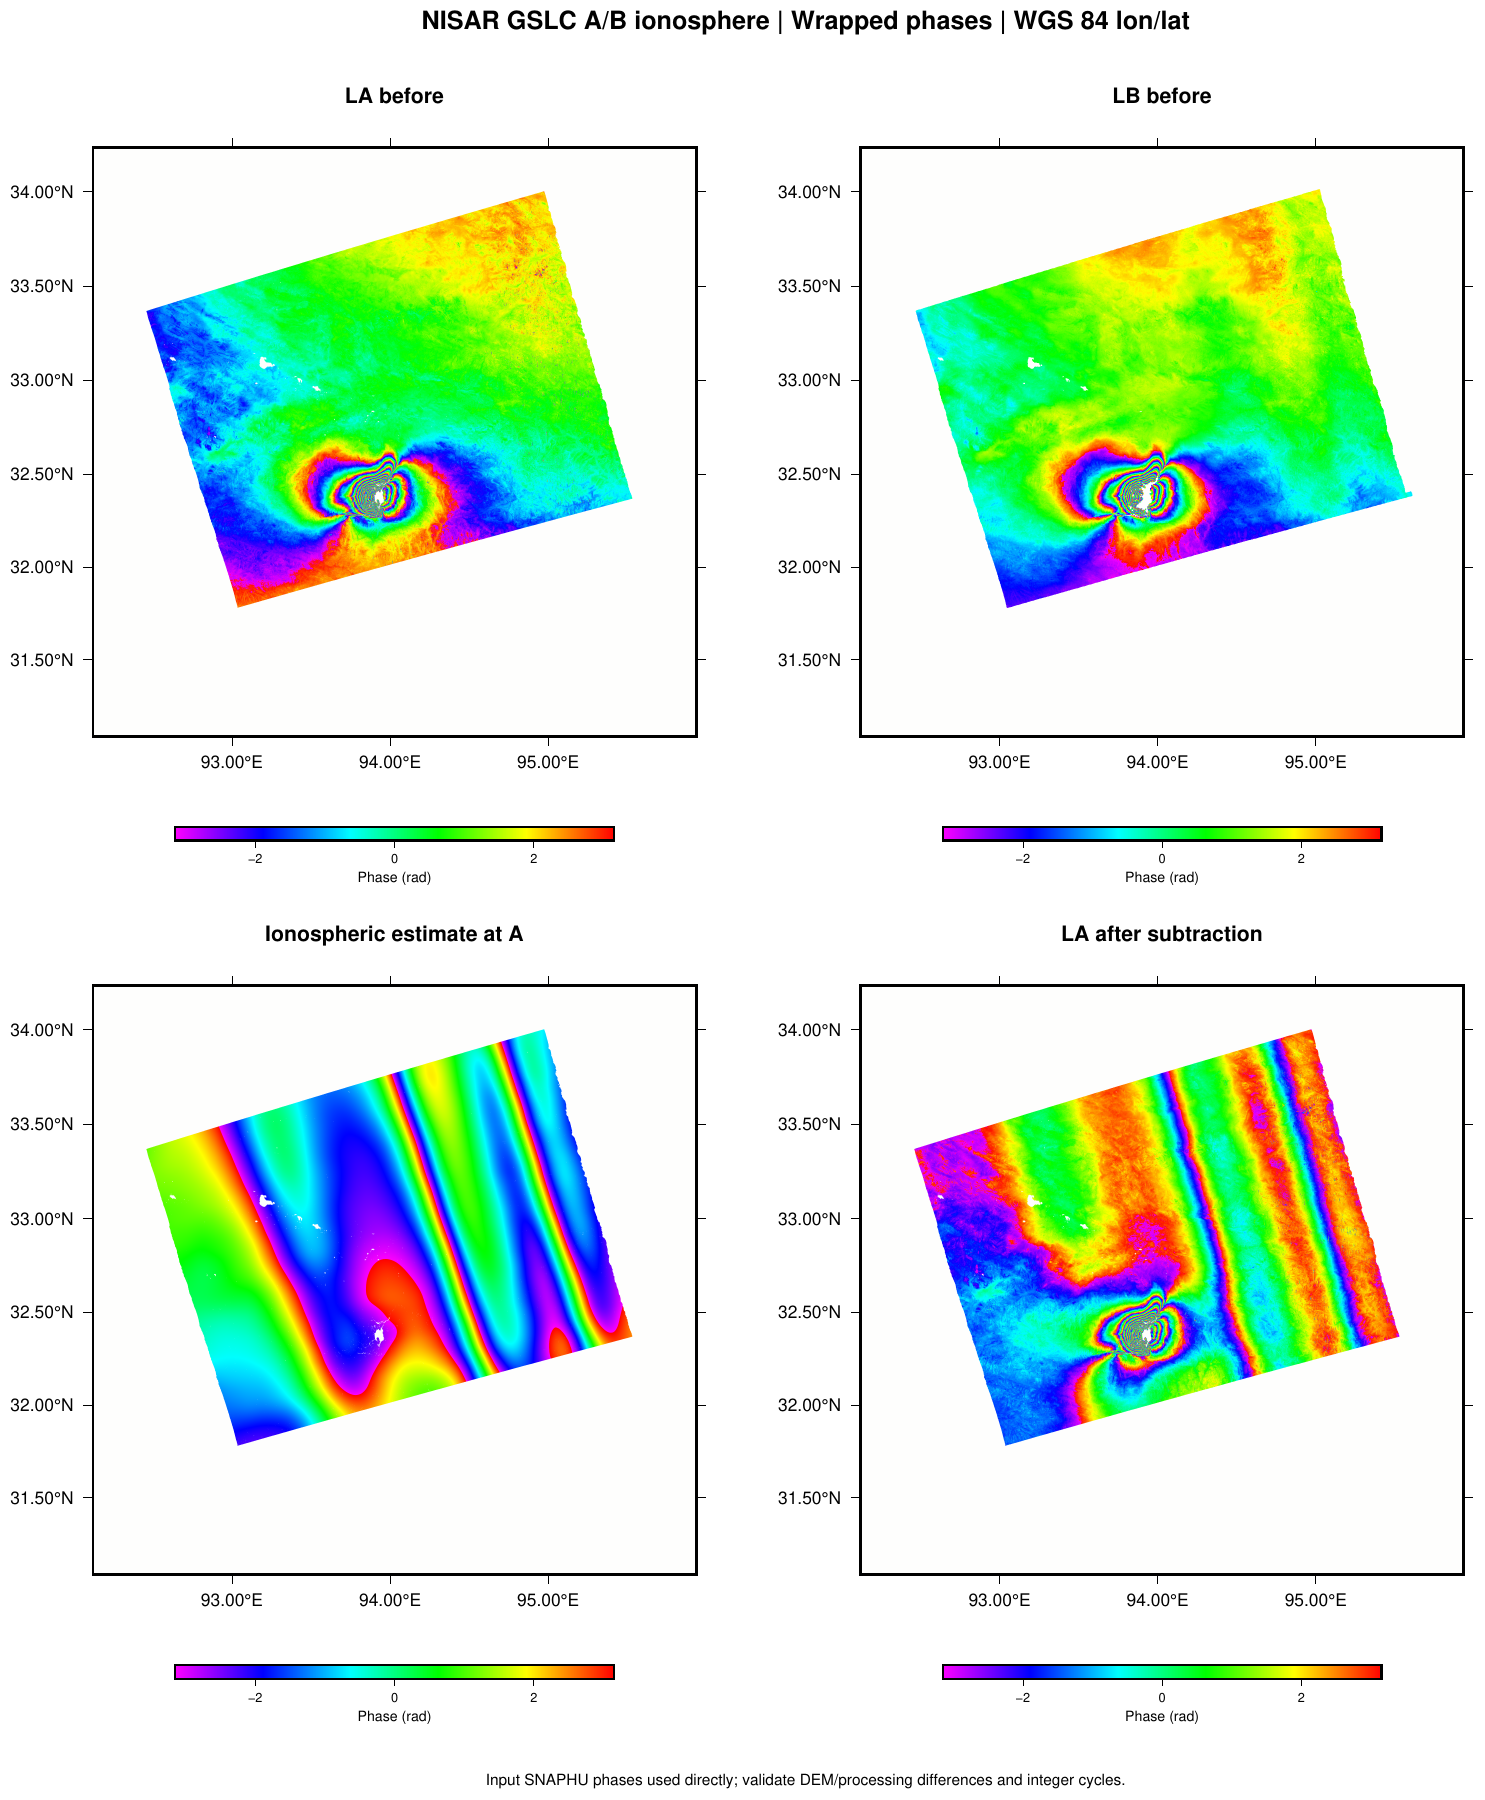 NISAR GSLC A/B ionosphere | Wrapped phases | WGS 84 lon/lat
LA before
LB before
34.00°N
33.50°N
33.00°N
32.50°N
32.00°N
31.50°N
93.00°E 94.00°E 95.00°E
34.00°N
33.50°N
33.00°N
32.50°N
32.00°N
31.50°N
93.00°E 94.00°E 95.00°E
−2 0 2
Phase (rad)
−2 0 2
Phase (rad)
Ionospheric estimate at A
LA after subtraction
34.00°N
33.50°N
33.00°N
32.50°N
32.00°N
31.50°N
93.00°E 94.00°E 95.00°E
34.00°N
33.50°N
33.00°N
32.50°N
32.00°N
31.50°N
93.00°E 94.00°E 95.00°E
−2 0 2
Phase (rad)
−2 0 2
Phase (rad)
Input SNAPHU phases used directly; validate DEM/processing differences and integer cycles.